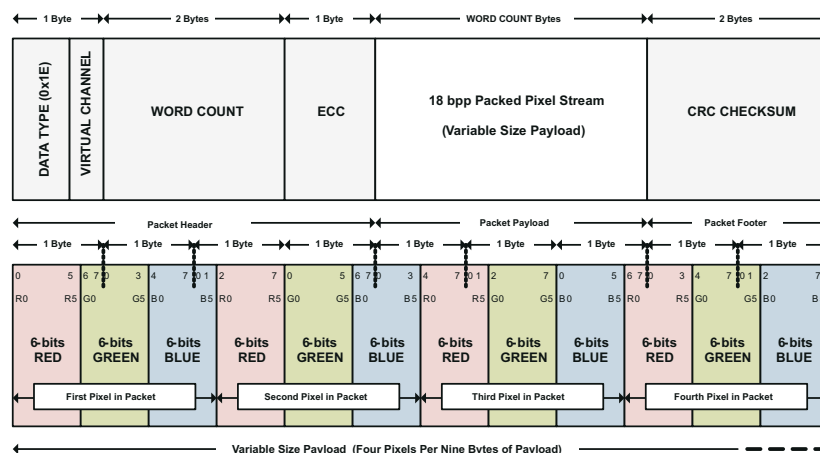 1 Byte 2 Bytes 1 Byte WORD COUNT Bytes 2 Bytes
DATA TYPE (0x1E)
VIRTUAL CHANNEL
WORD COUNT
ECC
18 bpp Packed Pixel Stream
(Variable Size Payload)
CRC CHECKSUM
Packet Header Packet Payload Packet Footer
1 Byte 1 Byte 1 Byte 1 Byte 1 Byte 1 Byte 1 Byte 1 Byte 1 Byte
0 5 6 7 0 3 4 7 0 1 2 7 0 5 6 7 0 3 4 7 0 1 2 7 0 5 6 7 0 3 4 7 0 1 2 7
R0 R5 G0 G5 B0 B5 R0 R5 G0 G5 B0 B5 R0 R5 G0 G5 B0 B5 R0 R5 G0 G5 B0 B
6-bits 6-bits 6-bits 6-bits 6-bits 6-bits 6-bits 6-bits 6-bits 6-bits 6-bits 6-bits
RED GREEN BLUE RED GREEN BLUE RED GREEN BLUE RED GREEN BLUE
First Pixel in Packet Second Pixel in Packet Third Pixel in Packet Fourth Pixel in Packet
Variable Size Payload (Four Pixels Per Nine Bytes of Payload)